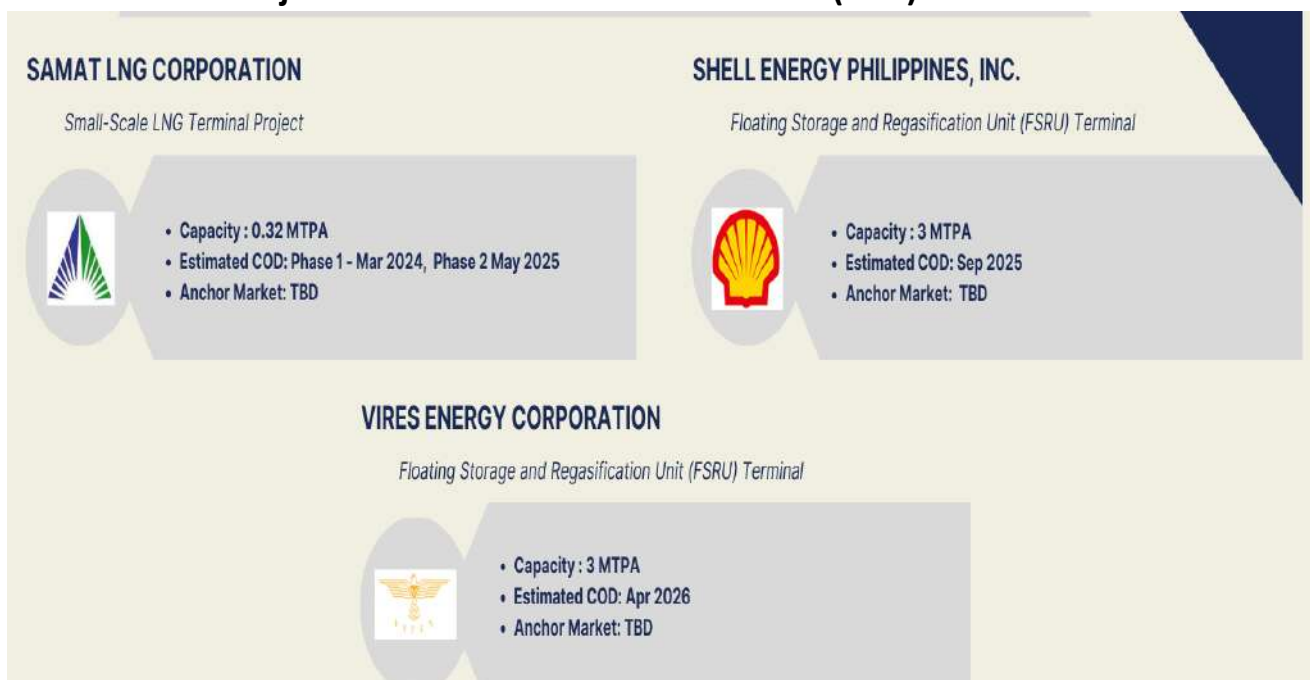 SAMAT LNG CORPORATION
Small-Scale LNG Terminal Project
• Capacity : 0.32 MTPA
• Estimated COD: Phase 1 - Mar 2024, Phase 2 May 2025
• Anchor Market: TBD
SHELL ENERGY PHILIPPINES, INC.
Floating Storage and Regasification Unit (FSRU) Terminal
• Capacity : 3 MTPA
• Estimated COD: Sep 2025
• Anchor Market: TBD
VIRES ENERGY CORPORATION
Floating Storage and Regasification Unit (FSRU) Terminal
• Capacity : 3 MTPA
• Estimated COD: Apr 2026
• Anchor Market: TBD